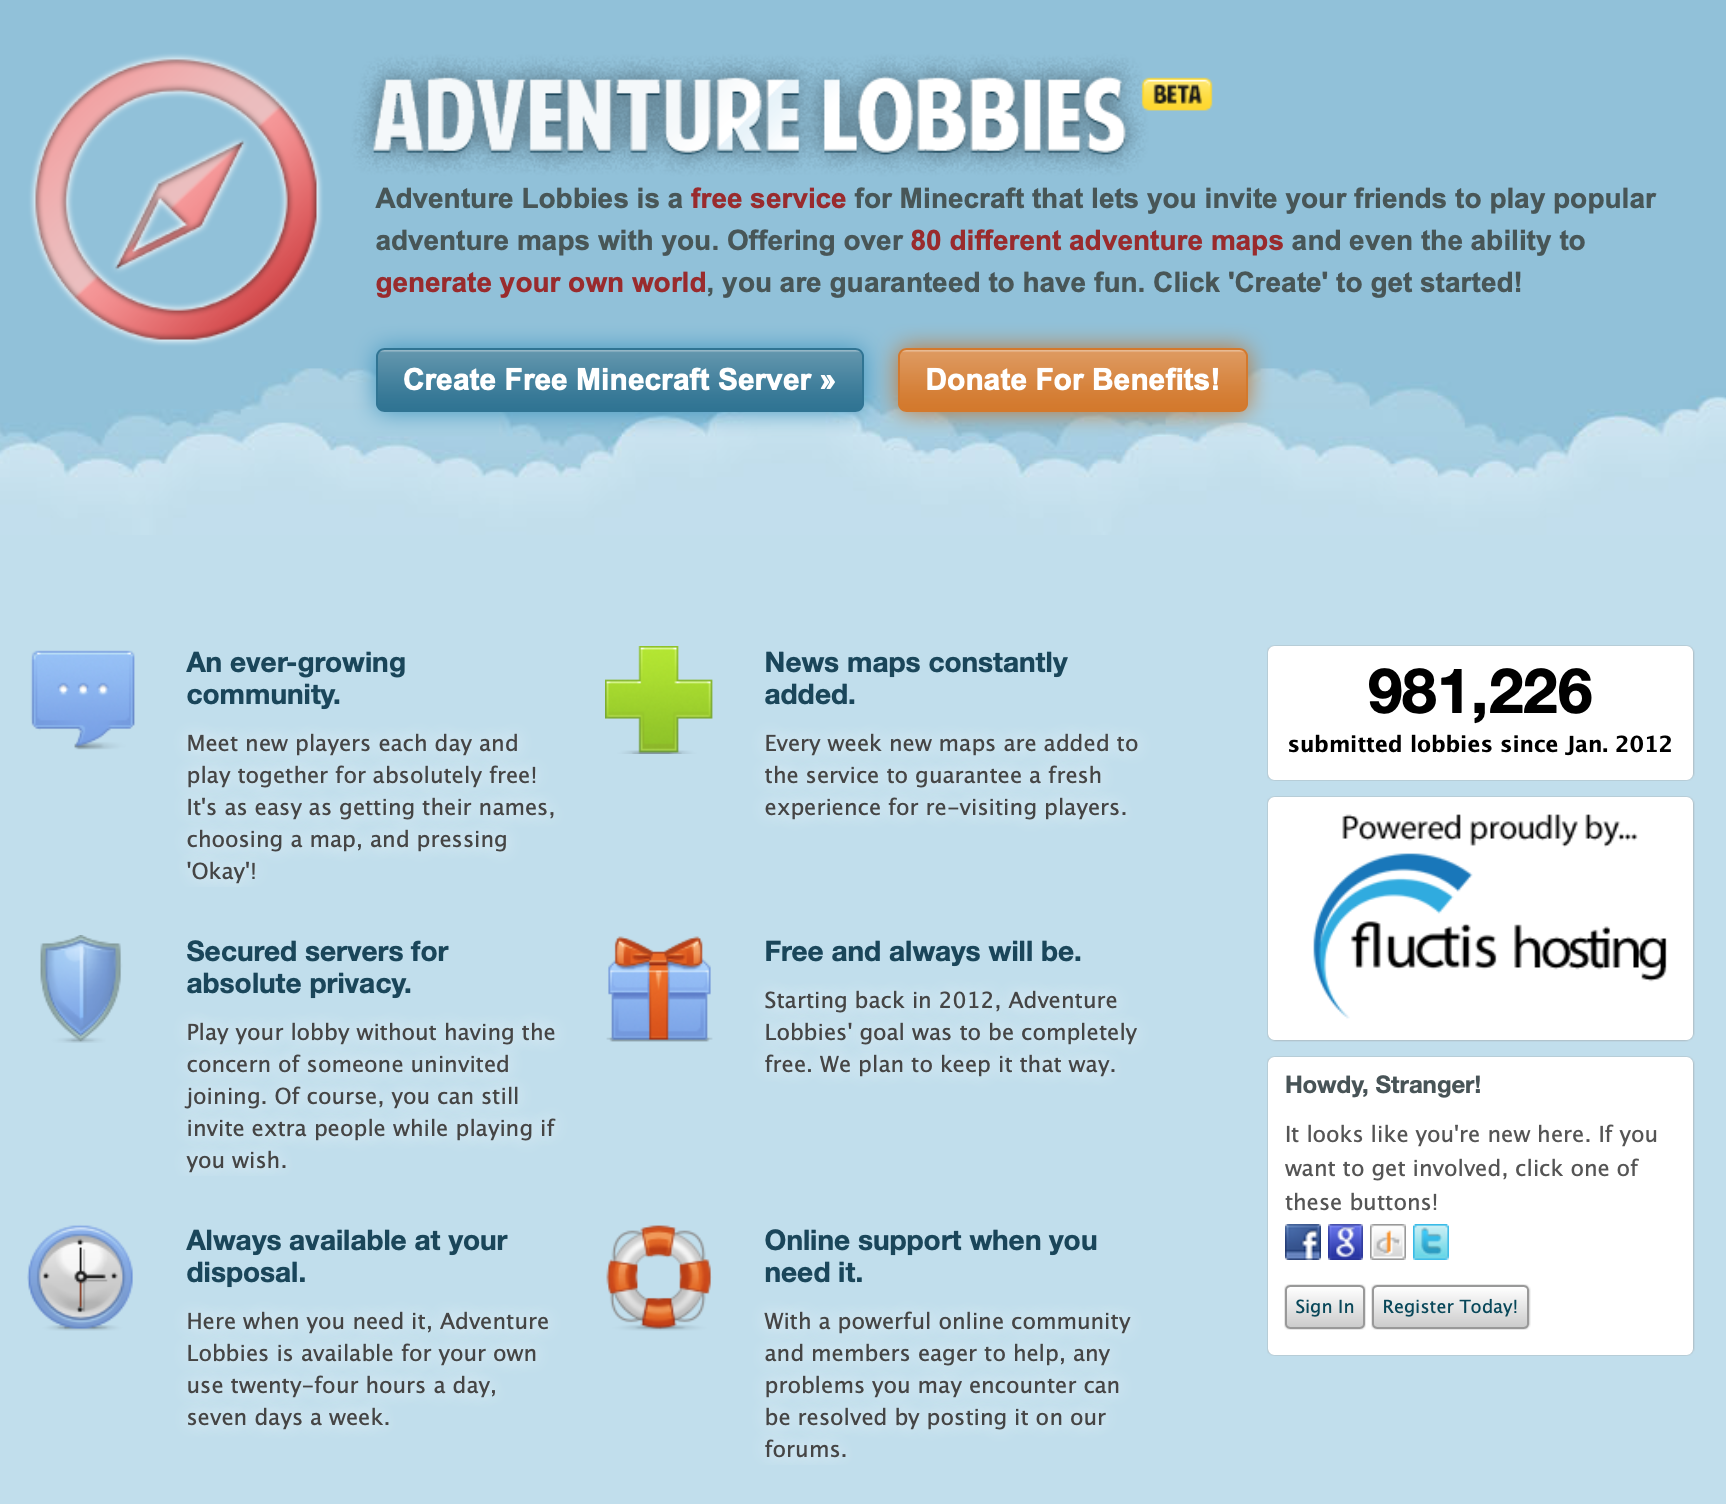 ADVENTURE LOBBIES BETA
Adventure Lobbies is a free service for Minecraft that lets you invite your friends to play popular
adventure maps with you. Offering over 80 different adventure maps and even the ability to
generate your own world, you are guaranteed to have fun. Click 'Create' to get started!
Create Free Minecraft Server »
Donate For Benefits!
An ever-growing
community.
Meet new players each day and
play together for absolutely free!
It's as easy as getting their names,
choosing a map, and pressing
'Okay'!
News maps constantly
added.
Every week new maps are added to
the service to guarantee a fresh
experience for re-visiting players.
Secured servers for
absolute privacy.
Play your lobby without having the
concern of someone uninvited
joining. Of course, you can still
invite extra people while playing if
you wish.
Free and always will be.
Starting back in 2012, Adventure
Lobbies' goal was to be completely
free. We plan to keep it that way.
Always available at your
disposal.
Here when you need it, Adventure
Lobbies is available for your own
use twenty-four hours a day,
seven days a week.
Online support when you
need it.
With a powerful online community
and members eager to help, any
problems you may encounter can
be resolved by posting it on our
forums.
981,226
submitted lobbies since Jan. 2012
Powered proudly by...
fluctis hosting
Howdy, Stranger!
It looks like you're new here. If you
want to get involved, click one of
these buttons!
Sign In
Register Today!